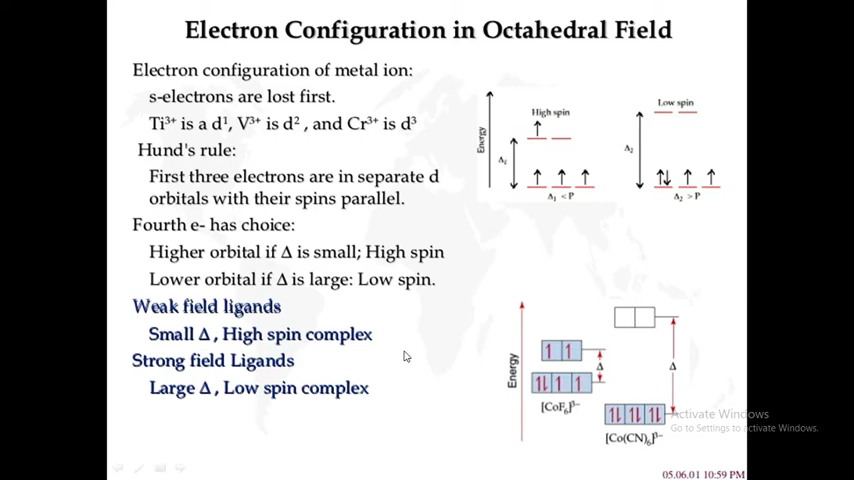 Electron Configuration in Octahedral Field
Electron configuration of metal ion:
s-electrons are lost first.
Ti³⁺ is a d¹, V³⁺ is d² , and Cr³⁺ is d³
Hund's rule:
First three electrons are in separate d
orbitals with their spins parallel.
Fourth e- has choice:
Higher orbital if Δ is small; High spin
Lower orbital if Δ is large: Low spin.
Weak field ligands
Small Δ , High spin complex
Strong field Ligands
Large Δ , Low spin complex
Energy
High spin
Δ₁
Δ₁ < P
Low spin
Δ₂
Δ₂ > P
Energy
Δ
[CoF₆]³⁻
Δ
[Co(CN)₆]³⁻
Activate Windows
Go to Settings to activate Windows.
05.06.01 10:59 PM